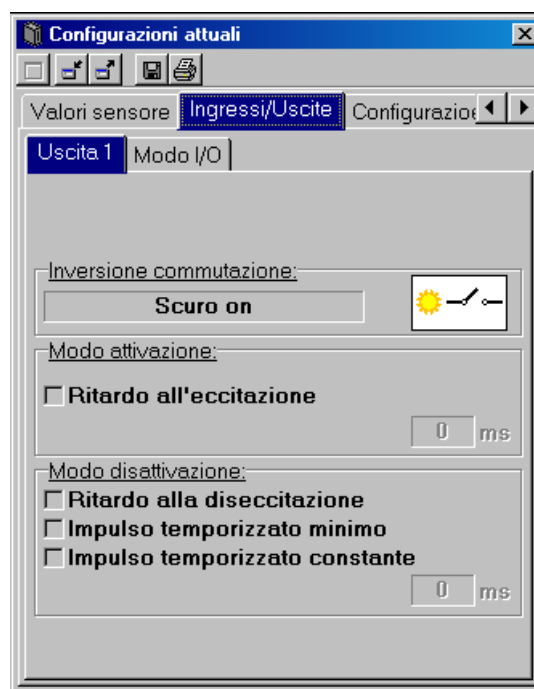 Configurazioni attuali
Valori sensore Ingressi/Uscite Configurazio
Uscita 1 Modo I/O
Inversione commutazione:
Scuro on
Modo attivazione:
Ritardo all'eccitazione
0 ms
Modo disattivazione:
Ritardo alla diseccitazione
Impulso temporizzato minimo
Impulso temporizzato constante
0 ms